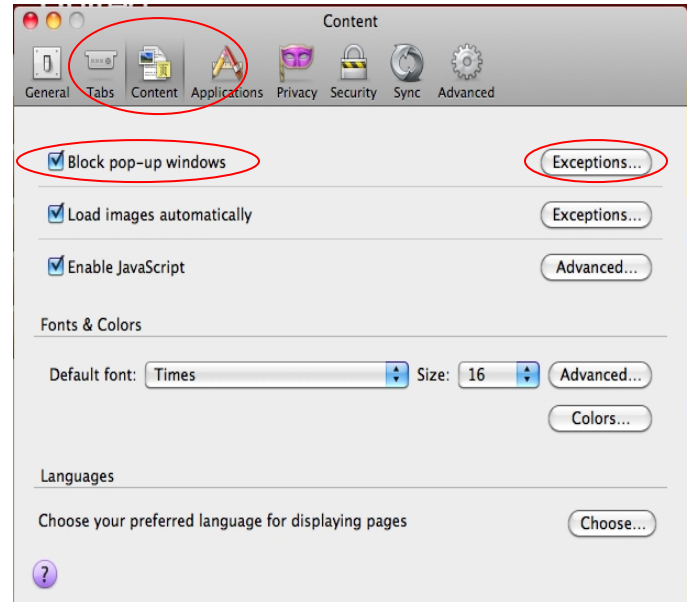 Content
General Tabs Content Applications Privacy Security Sync Advanced
Block pop-up windows Exceptions...
Load images automatically Exceptions...
Enable JavaScript Advanced...
Fonts & Colors
Default font: Times Size: 16 Advanced...
Colors...
Languages
Choose your preferred language for displaying pages Choose...
?